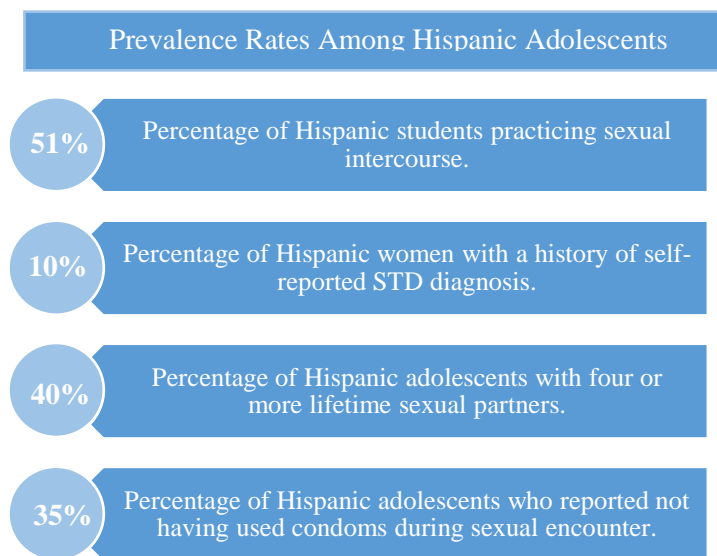 Prevalence Rates Among Hispanic Adolescents
51%
Percentage of Hispanic students practicing sexual
intercourse.
10%
Percentage of Hispanic women with a history of self-
reported STD diagnosis.
40%
Percentage of Hispanic adolescents with four or
more lifetime sexual partners.
35%
Percentage of Hispanic adolescents who reported not
having used condoms during sexual encounter.